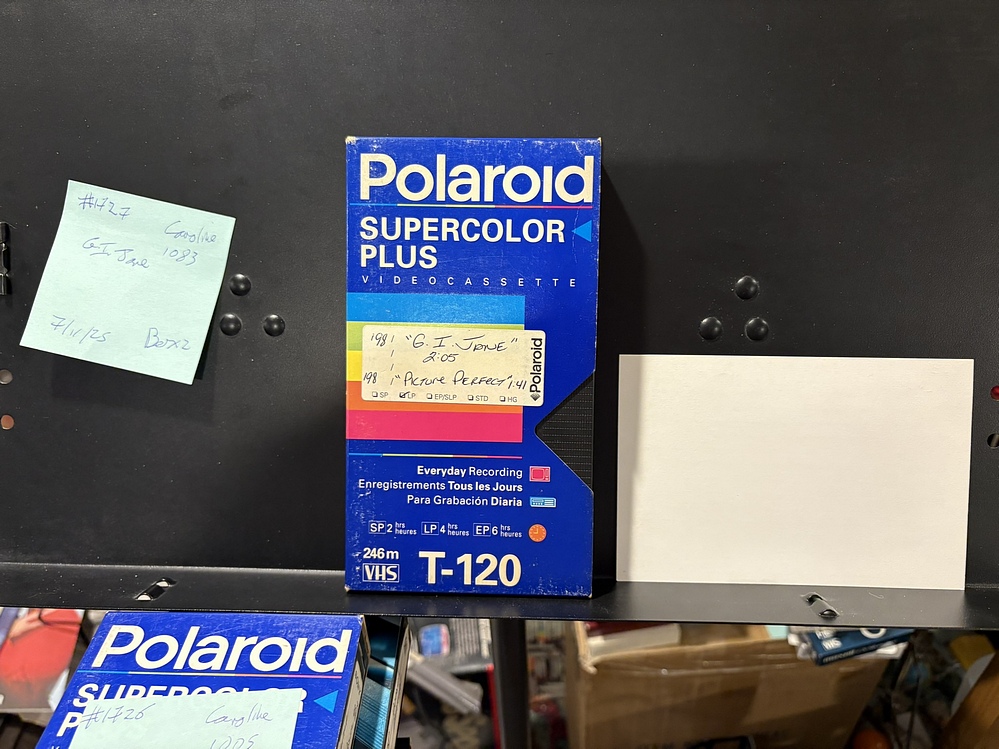 #1727
Caroline
G.I Jane 1083
7/11/25 Box 2
Polaroid
SUPERCOLOR
PLUS
VIDEOCASSETTE
198 "G. I. JANE"
2:05
198 "PICTURE PERFECT" 1:41
SP LP EP/SLP STD HG
Polaroid
Everyday Recording
Enregistrements Tous les Jours
Para Grabación Diaria
SP 2 hrs heures LP 4 hrs heures EP 6 hrs heures
246 m
VHS T-120
Polaroid
SUPERCOLOR
#1726 Caroline